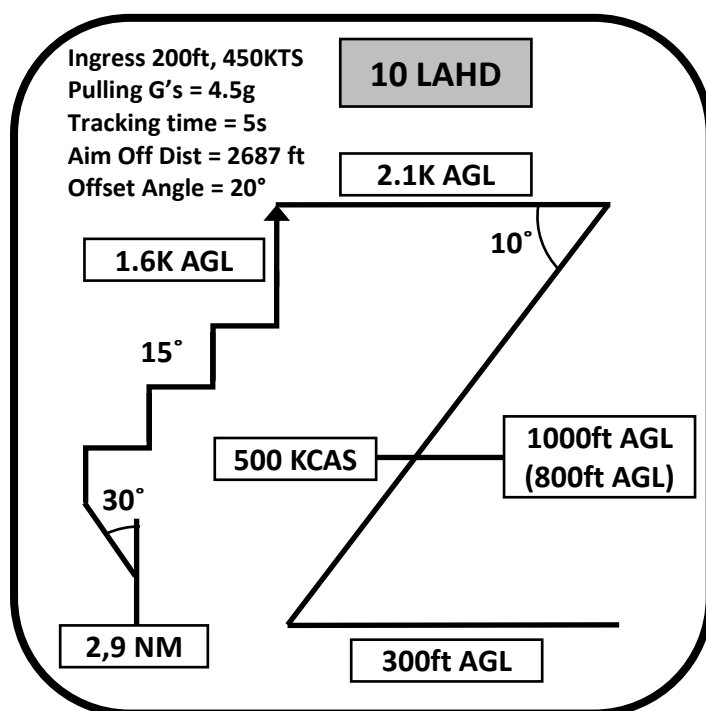 Ingress 200ft, 450KTS
Pulling G's = 4.5g
Tracking time = 5s
Aim Off Dist = 2687 ft
Offset Angle = 20°
10 LAHD
2.1K AGL
1.6K AGL
10°
15°
500 KCAS
1000ft AGL
(800ft AGL)
30°
2,9 NM
300ft AGL